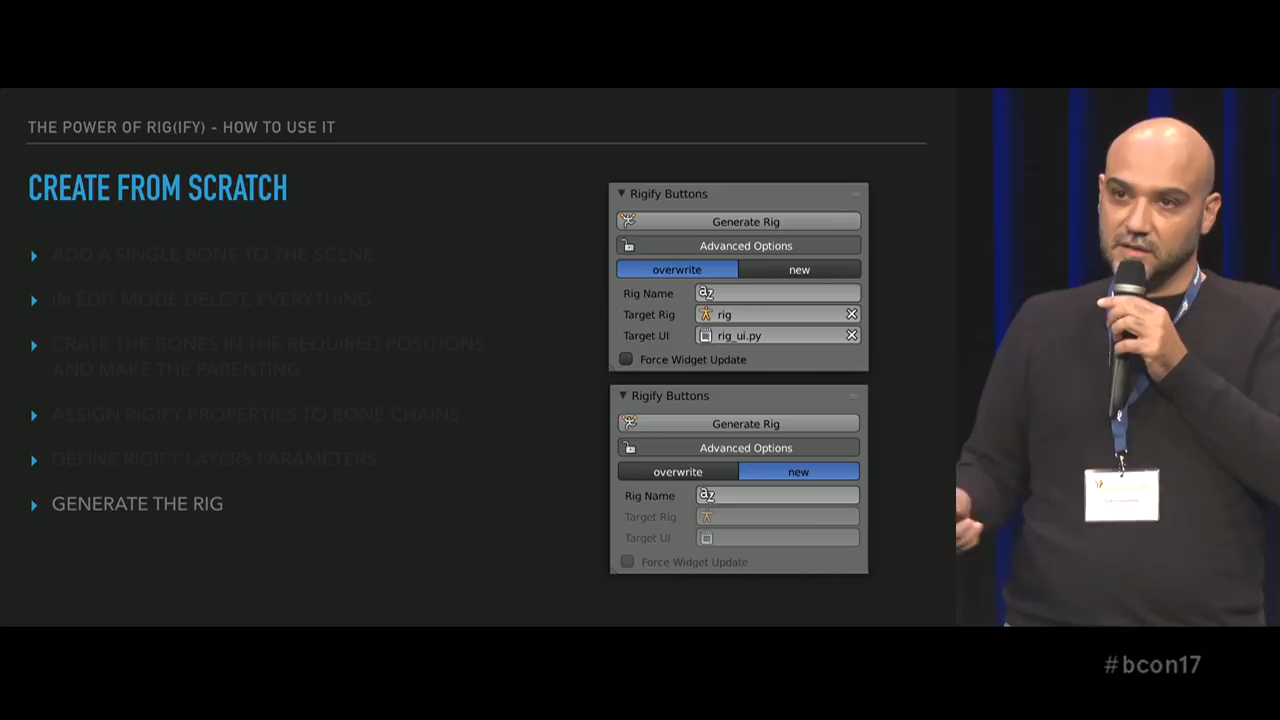 THE POWER OF RIG(IFY) - HOW TO USE IT
CREATE FROM SCRATCH
ADD A SINGLE BONE TO THE SCENE
IN EDIT MODE DELETE EVERYTHING
CRATE THE BONES IN THE REQUIRED POSITIONS
AND MAKE THE PARENTING
ASSIGN RIGIFY PROPERTIES TO BONE CHAINS
DEFINE RIGIFY LAYERS PARAMETERS
GENERATE THE RIG
Rigify Buttons
Generate Rig
Advanced Options
overwrite new
Rig Name
Target Rig rig
Target UI rig_ui.py
Force Widget Update
Rigify Buttons
Generate Rig
Advanced Options
overwrite new
Rig Name
Target Rig
Target UI
Force Widget Update
#bcon17